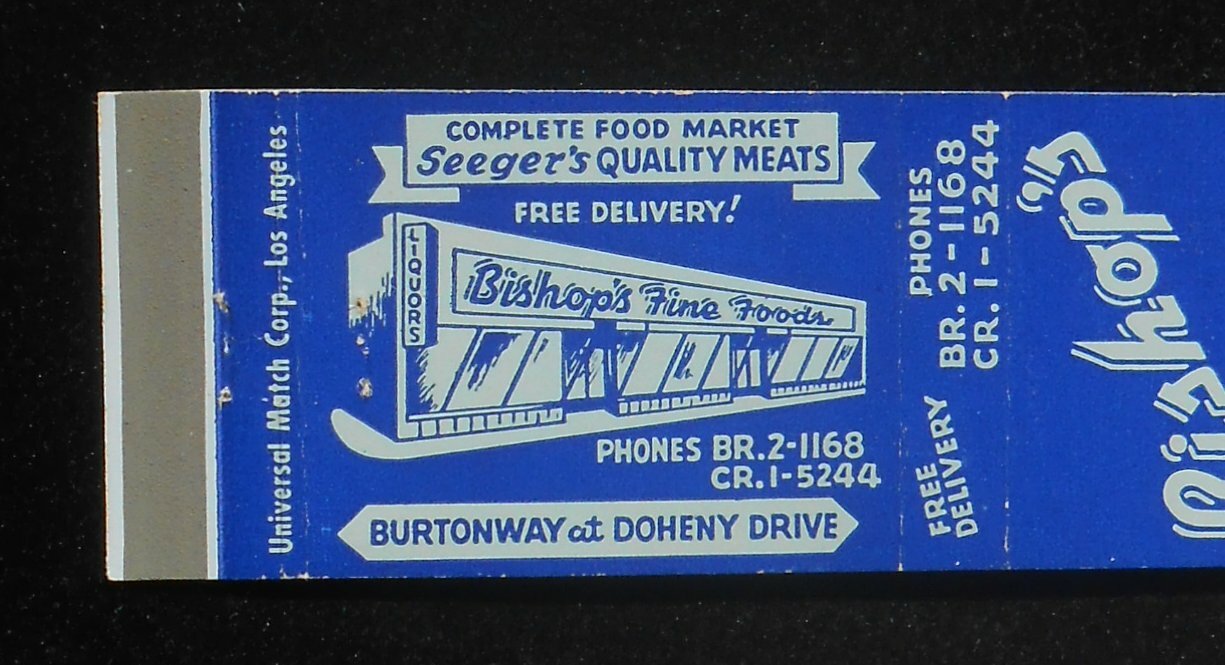 Universal Match Corp., Los Angeles
COMPLETE FOOD MARKET
Seeger's QUALITY MEATS
FREE DELIVERY!
LIQUORS
Bishop's Fine Foods
PHONES BR.2-1168
CR.1-5244
BURTONWAY at DOHENY DRIVE
PHONES
BR. 2-1168
CR. 1-5244
FREE
DELIVERY
Bishop's